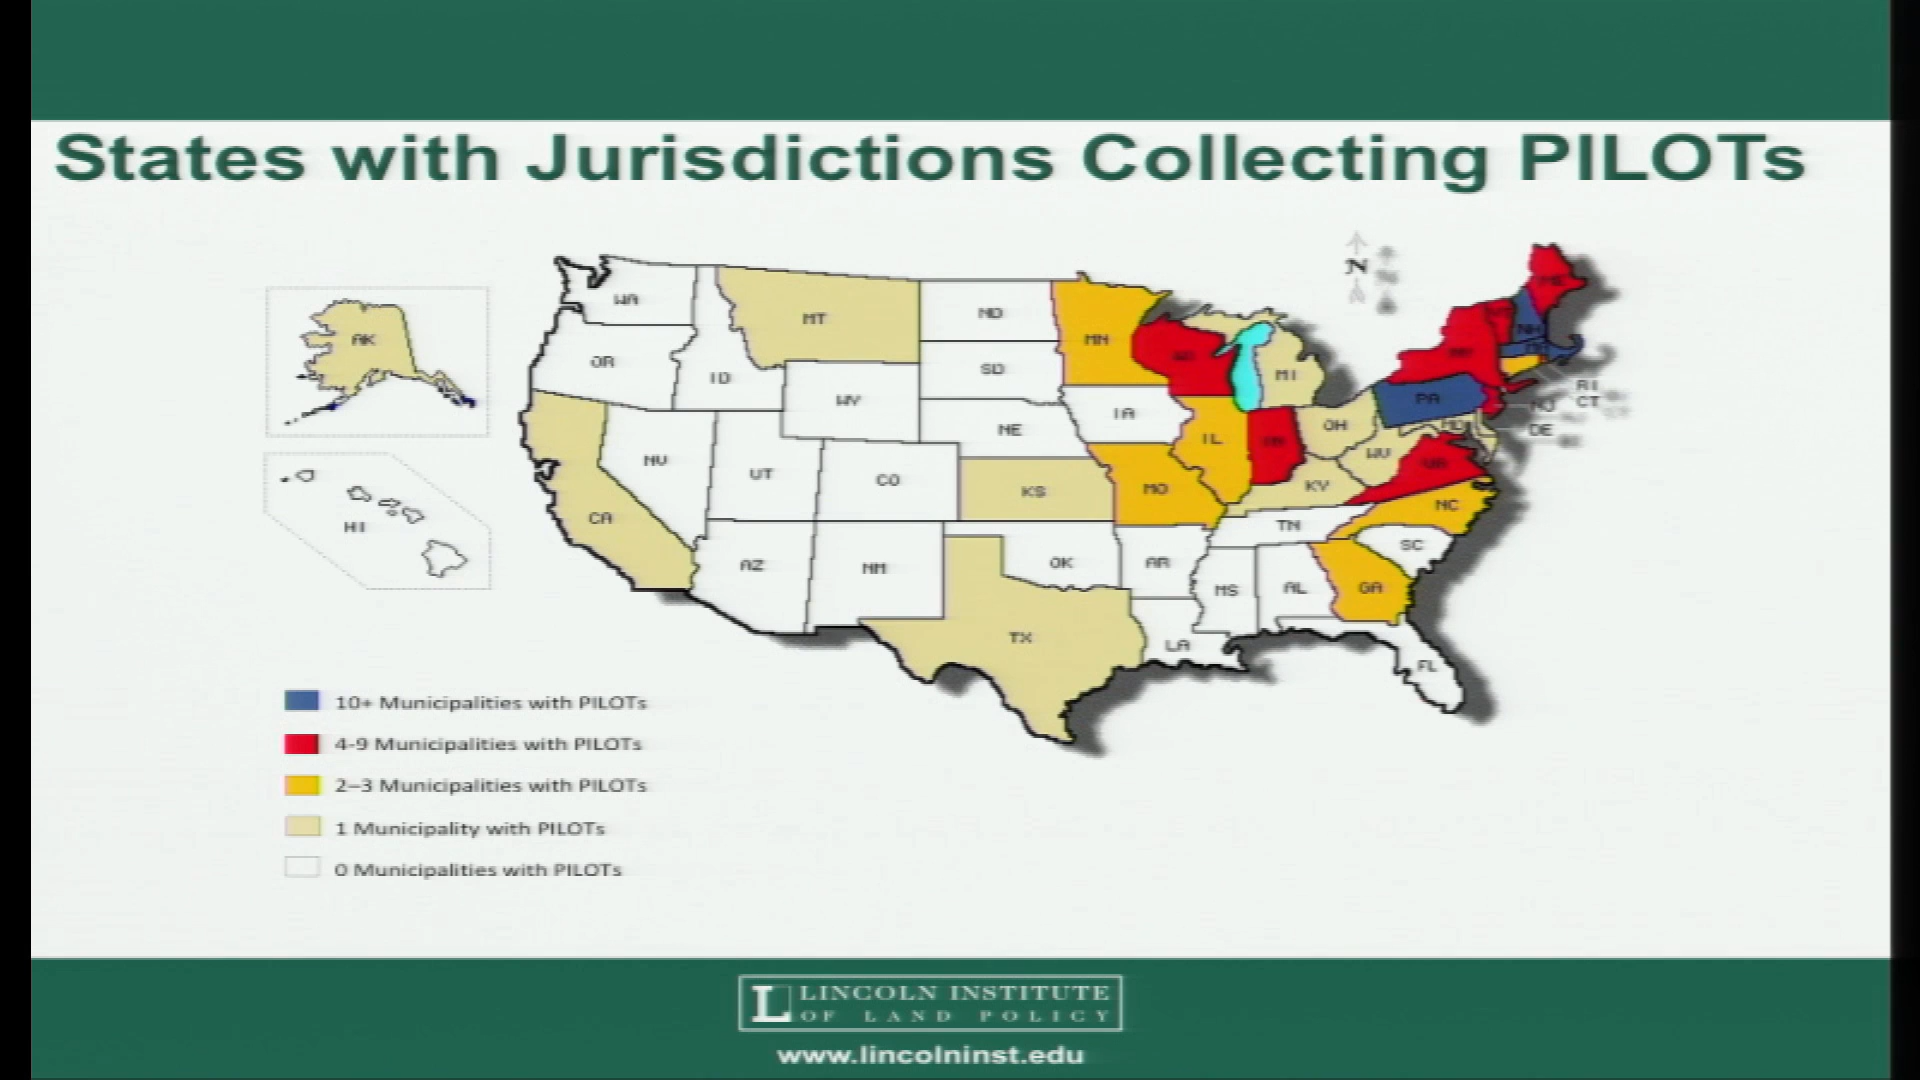 States with Jurisdictions Collecting PILOTs
N
WA
MT
ND
MN
ME
NH
AK
OR
ID
SD
WI
MI
NY
WY
IA
PA
RI
CT
NJ
DE
NE
IL
IN
OH
MD
NV
UT
CO
KS
MO
WV
VA
KY
CA
HI
NC
TN
AZ
NM
OK
AR
SC
MS
AL
GA
TX
LA
FL
10+ Municipalities with PILOTs
4-9 Municipalities with PILOTs
2–3 Municipalities with PILOTs
1 Municipality with PILOTs
0 Municipalities with PILOTs
L LINCOLN INSTITUTE
OF LAND POLICY
www.lincolninst.edu